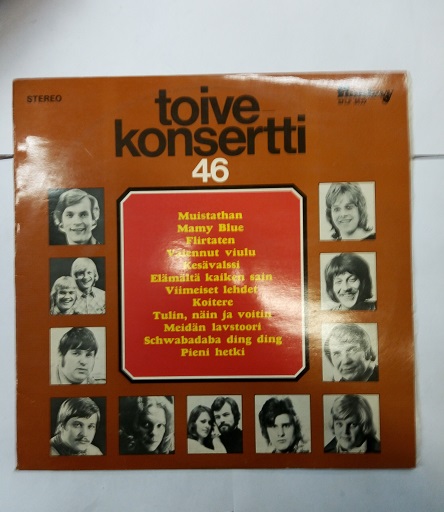 STEREO
toive
konsertti
46
Muistathan
Mamy Blue
Flirtaten
Vaiennut viulu
Kesävalssi
Elämältä kaiken sain
Viimeiset lehdet
Koitere
Tulin, näin ja voitin
Meidän lavstoori
Schwabadaba ding ding
Pieni hetki